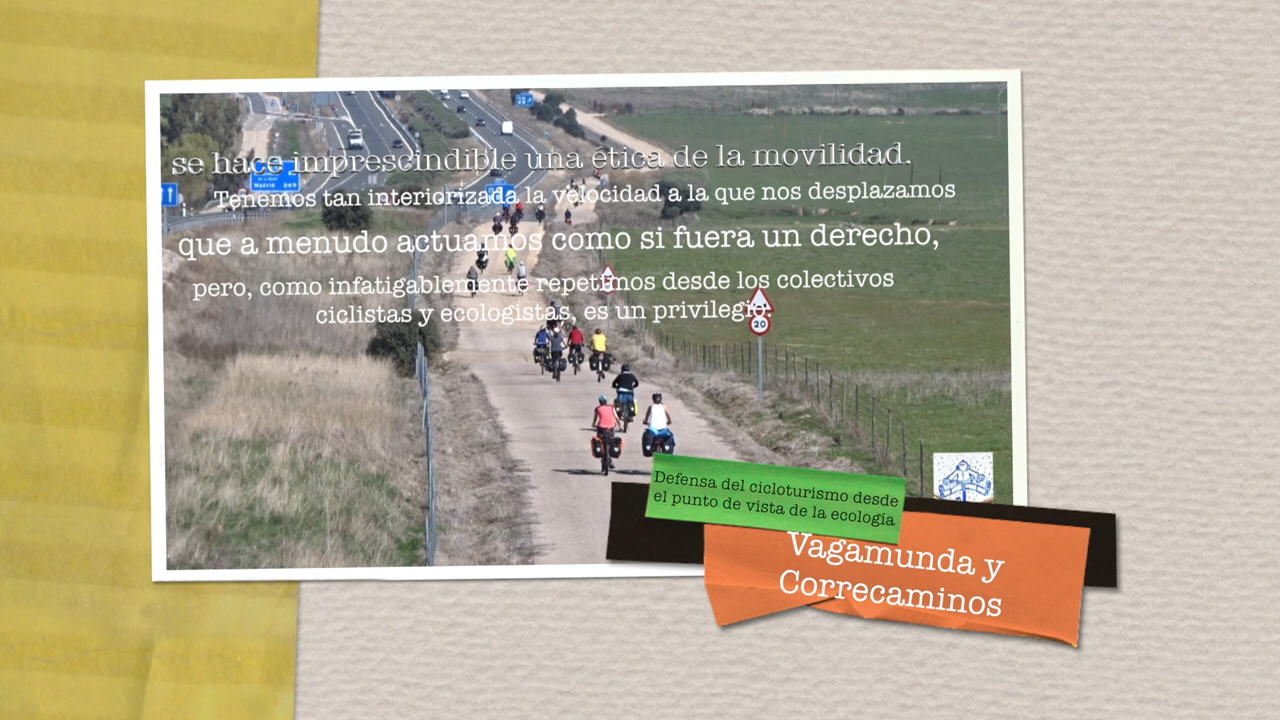 se hace imprescindible una ética de la movilidad.
Tenemos tan interiorizada la velocidad a la que nos desplazamos
que a menudo actuamos como si fuera un derecho,
pero, como infatigablemente repetimos desde los colectivos
ciclistas y ecologistas, es un privilegio.
Madrid
20
Defensa del cicloturismo desde
el punto de vista de la ecología
Vagamunda y
Correcaminos